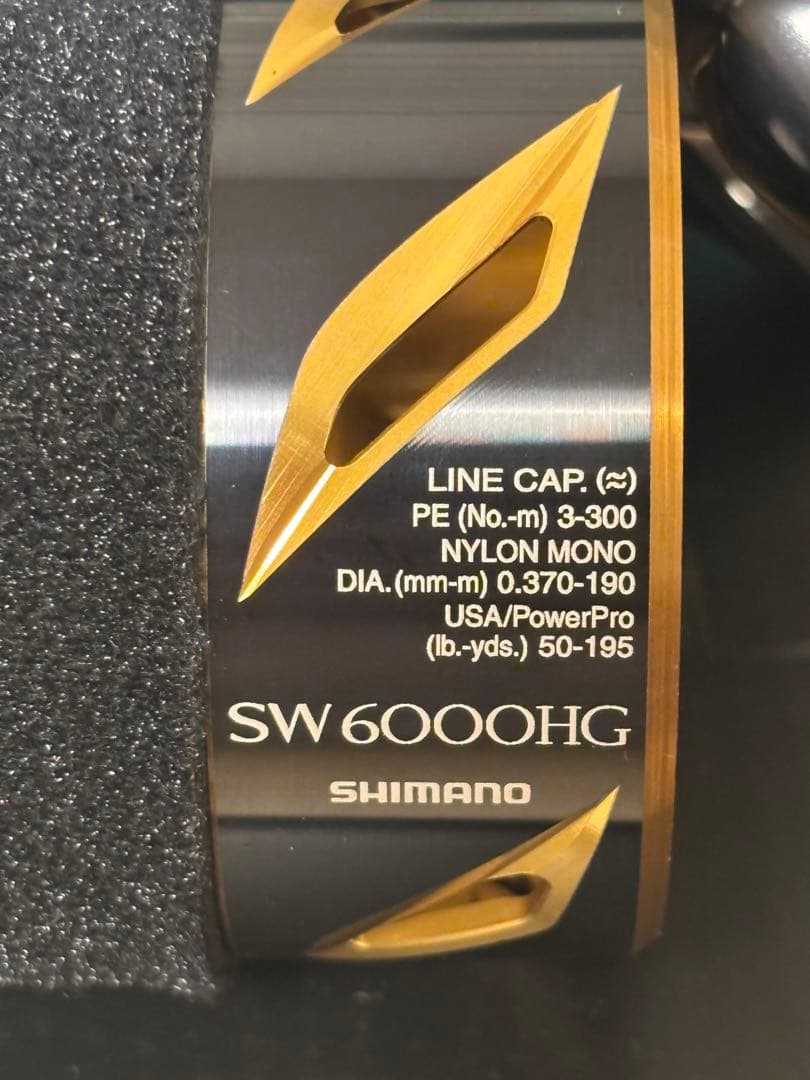 LINE CAP. (≈)
PE (No.-m) 3-300
NYLON MONO
DIA.(mm-m) 0.370-190
USA/PowerPro
(lb.-yds.) 50-195
SW6000HG
SHIMANO